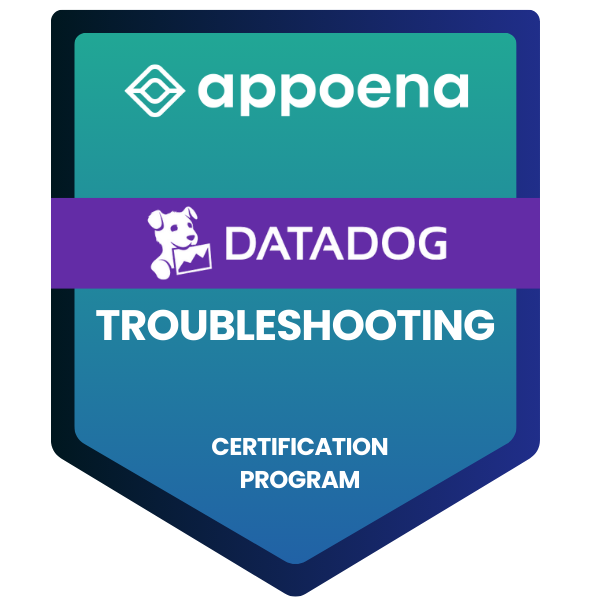 appoena
DATADOG
TROUBLESHOOTING
CERTIFICATION
PROGRAM